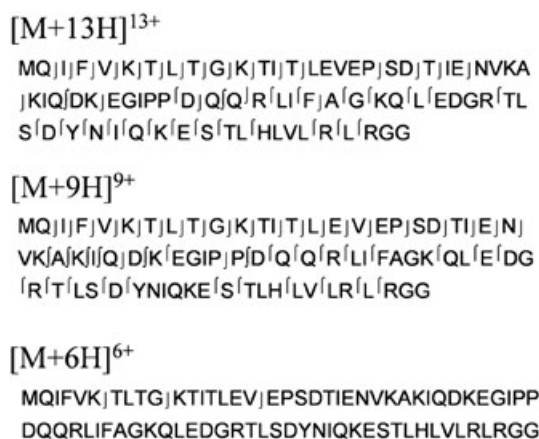 [M+13H]13+
MQ⌡I⌡F⌡V⌡K⌡T⌡L⌡T⌡G⌡K⌡TI⌡T⌡LEVEP⌡SD⌡T⌡IE⌡NVKA
⌡KIQ∫DK⌡EGIPP⌠D⌡Q∫Q⌡R⌠L⌠I⌠F⌡A⌠G⌠KQ⌠L⌠EDGR⌠TL
S⌠D⌠Y⌠N⌠I⌠Q⌠K⌠E⌠S⌠TL⌠HLVL⌠R⌠L⌠RGG
[M+9H]9+
MQ⌡I⌡F⌡V⌡K⌡T⌡L⌡T⌡G⌡K⌡TI⌡T⌡L⌡E⌡V⌡EP⌡SD⌡TI⌡E⌡N⌡
VK∫A∫K∫I∫Q⌡D∫K⌠EGIP⌡P∫D⌠Q⌠Q⌠R⌠LI⌠FAGK⌠QL⌠E⌠DG
⌠R⌠T⌠LS⌠D⌠YNIQKE⌠S⌠TLH⌠LV⌠LR⌠L⌠RGG
[M+6H]6+
MQIFVK⌡TLTG⌡KTITLEV⌡EPSDTIENVKAKIQDKEGIPP
DQQRLIFAGKQLEDGRTLSDYNIQKESTLHLVLRLRGG